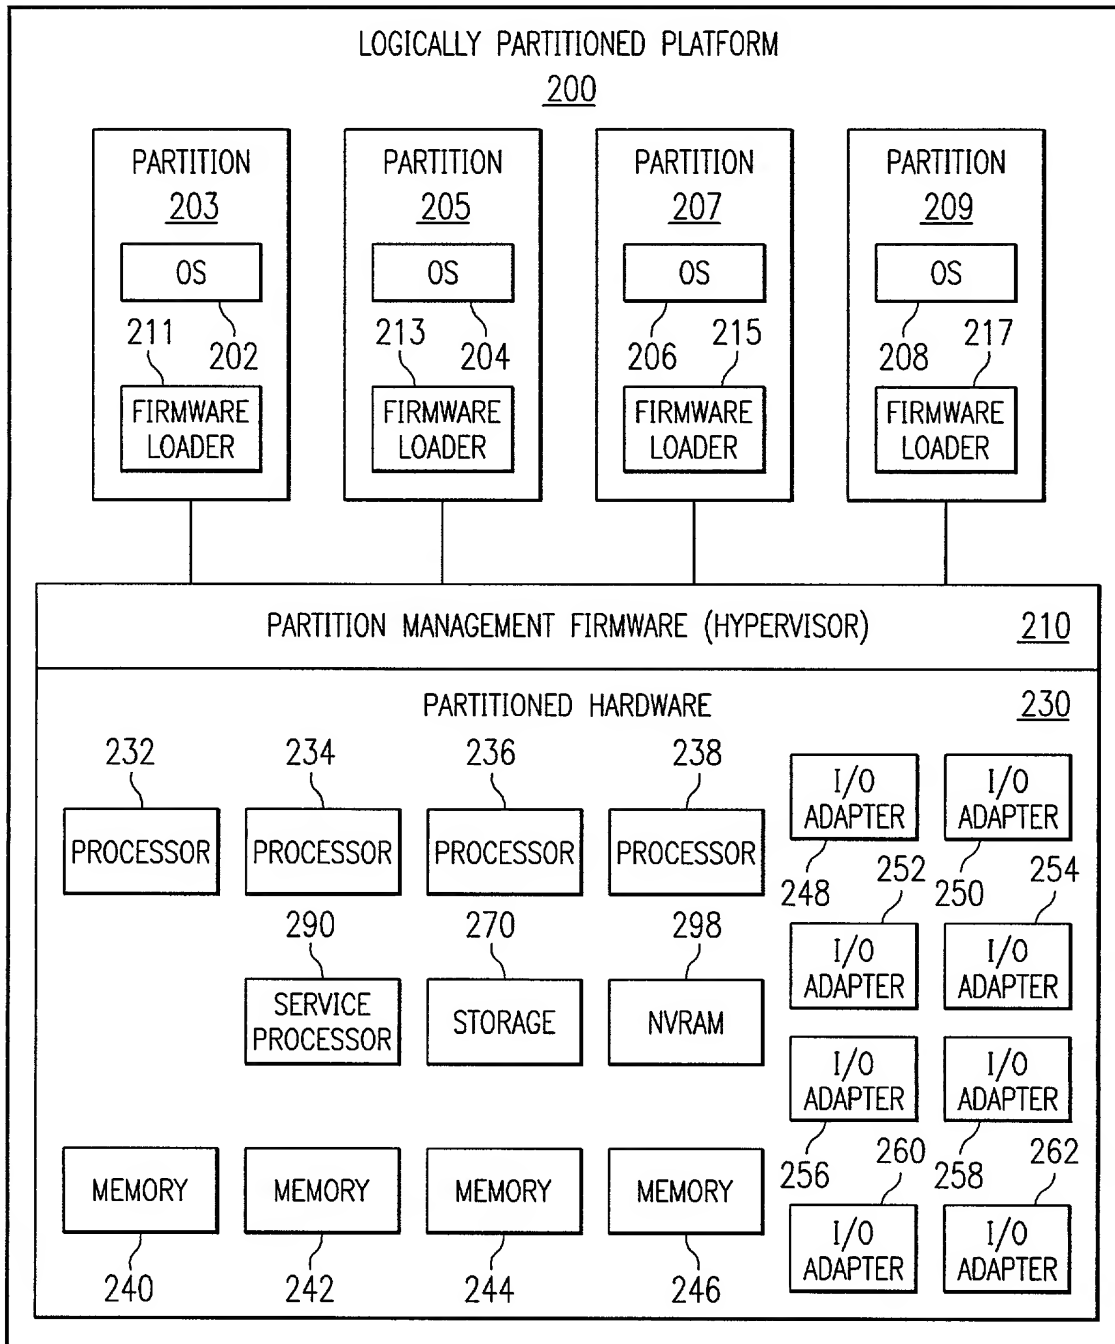 LOGICALLY PARTITIONED PLATFORM
200
PARTITION PARTITION PARTITION PARTITION
203 205 207 209
OS OS OS OS
211 202 213 204 206 215 208 217
FIRMWARE LOADER FIRMWARE LOADER FIRMWARE LOADER FIRMWARE LOADER
PARTITION MANAGEMENT FIRMWARE (HYPERVISOR) 210
PARTITIONED HARDWARE 230
232 234 236 238
PROCESSOR PROCESSOR PROCESSOR PROCESSOR
I/O ADAPTER I/O ADAPTER
248 252 250 254
290 270 298
SERVICE PROCESSOR STORAGE NVRAM
I/O ADAPTER I/O ADAPTER
I/O ADAPTER I/O ADAPTER
256 260 258 262
MEMORY MEMORY MEMORY MEMORY
I/O ADAPTER I/O ADAPTER
240 242 244 246